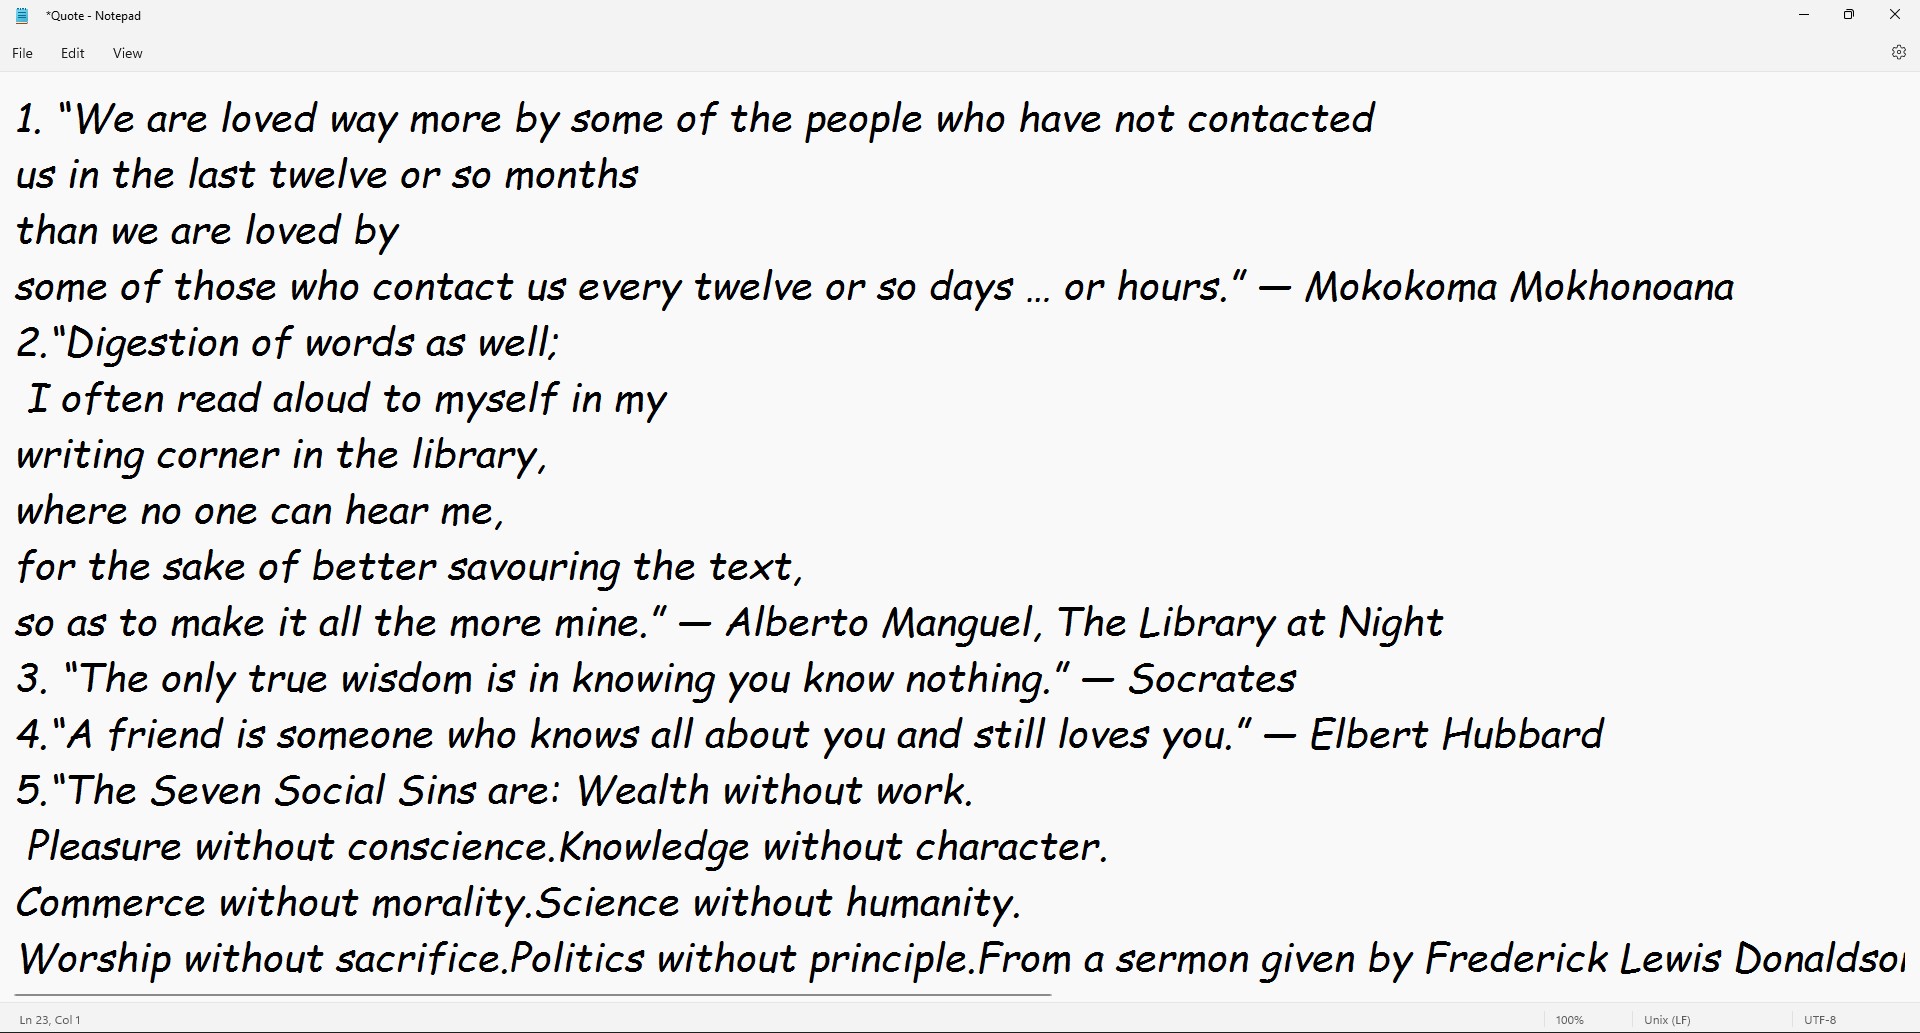 *Quote - Notepad
File Edit View
1. “We are loved way more by some of the people who have not contacted
us in the last twelve or so months
than we are loved by
some of those who contact us every twelve or so days … or hours.” — Mokokoma Mokhonoana
2.“Digestion of words as well;
I often read aloud to myself in my
writing corner in the library,
where no one can hear me,
for the sake of better savouring the text,
so as to make it all the more mine.” — Alberto Manguel, The Library at Night
3. “The only true wisdom is in knowing you know nothing.” — Socrates
4.“A friend is someone who knows all about you and still loves you.” — Elbert Hubbard
5.“The Seven Social Sins are: Wealth without work.
Pleasure without conscience.Knowledge without character.
Commerce without morality.Science without humanity.
Worship without sacrifice.Politics without principle.From a sermon given by Frederick Lewis
Ln 23, Col 1 100% Unix (LF) UTF-8